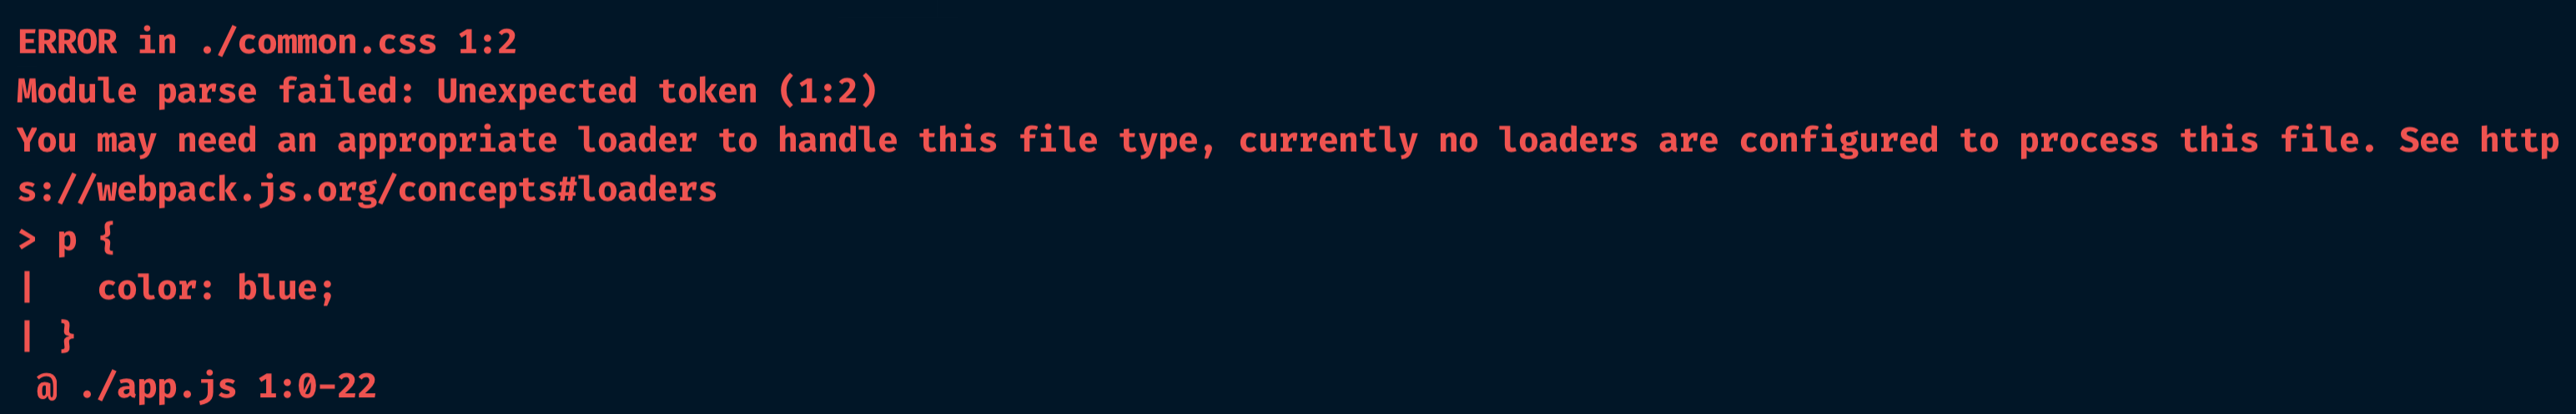 ERROR in ./common.css 1:2
Module parse failed: Unexpected token (1:2)
You may need an appropriate loader to handle this file type, currently no loaders are configured to process this file. See http
s://webpack.js.org/concepts#loaders
> p {
|   color: blue;
| }
 @ ./app.js 1:0-22